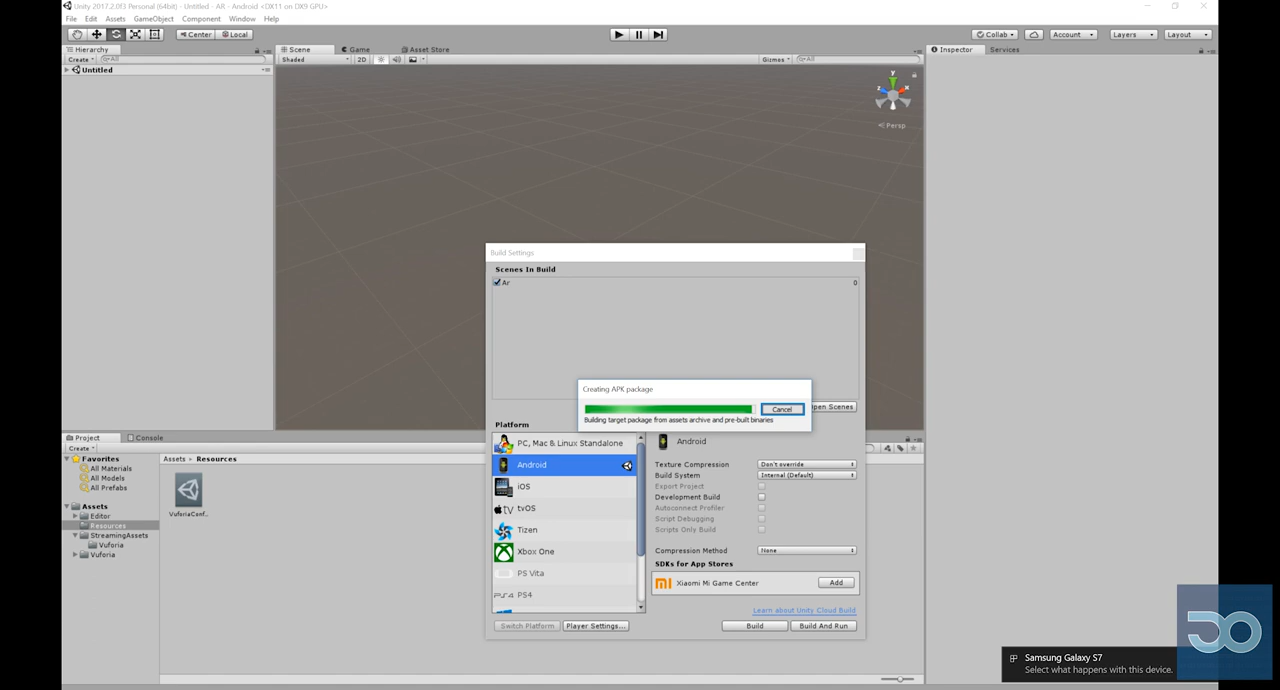 Unity 2017.2.0f3 Personal (64bit) - Untitled - AR - Android <DX11 on DX9 GPU>
File Edit Assets GameObject Component Window Help
Center Local Collab Account Layers Layout
Hierarchy Scene Game Asset Store Inspector Services
Create All Shaded 2D Gizmos All
Untitled
y
z x
Persp
Build Settings
Scenes In Build
Ar 0
Creating APK package
Cancel
Open Scenes
Building target package from assets archive and pre-built binaries
Platform
Project Console
Create
Favorites
All Materials
All Models
All Prefabs
Assets
Editor
Resources
StreamingAssets
Vuforia
Vuforia
Assets Resources
VuforiaConf...
PC, Mac & Linux Standalone
Android
iOS
tv tvOS
Tizen
Xbox One
PS Vita
PS4 PS4
Android
Texture Compression Don't override
Build System Internal (Default)
Export Project
Development Build
Autoconnect Profiler
Script Debugging
Scripts Only Build
Compression Method None
SDKs for App Stores
Xiaomi Mi Game Center Add
Learn about Unity Cloud Build
Switch Platform Player Settings... Build Build And Run
Samsung Galaxy S7
Select what happens with this device.